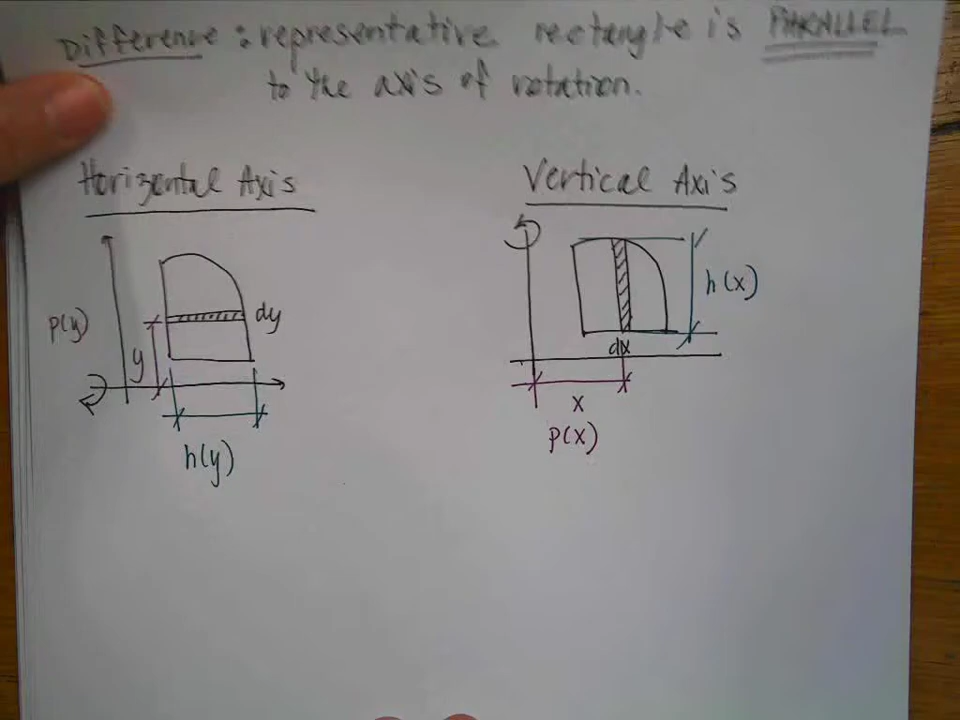 Difference : representative rectangle is PARALLEL
to the axis of rotation.
Horizontal Axis
Vertical Axis
p(y)
y
dy
h(y)
h(x)
dx
x
p(x)